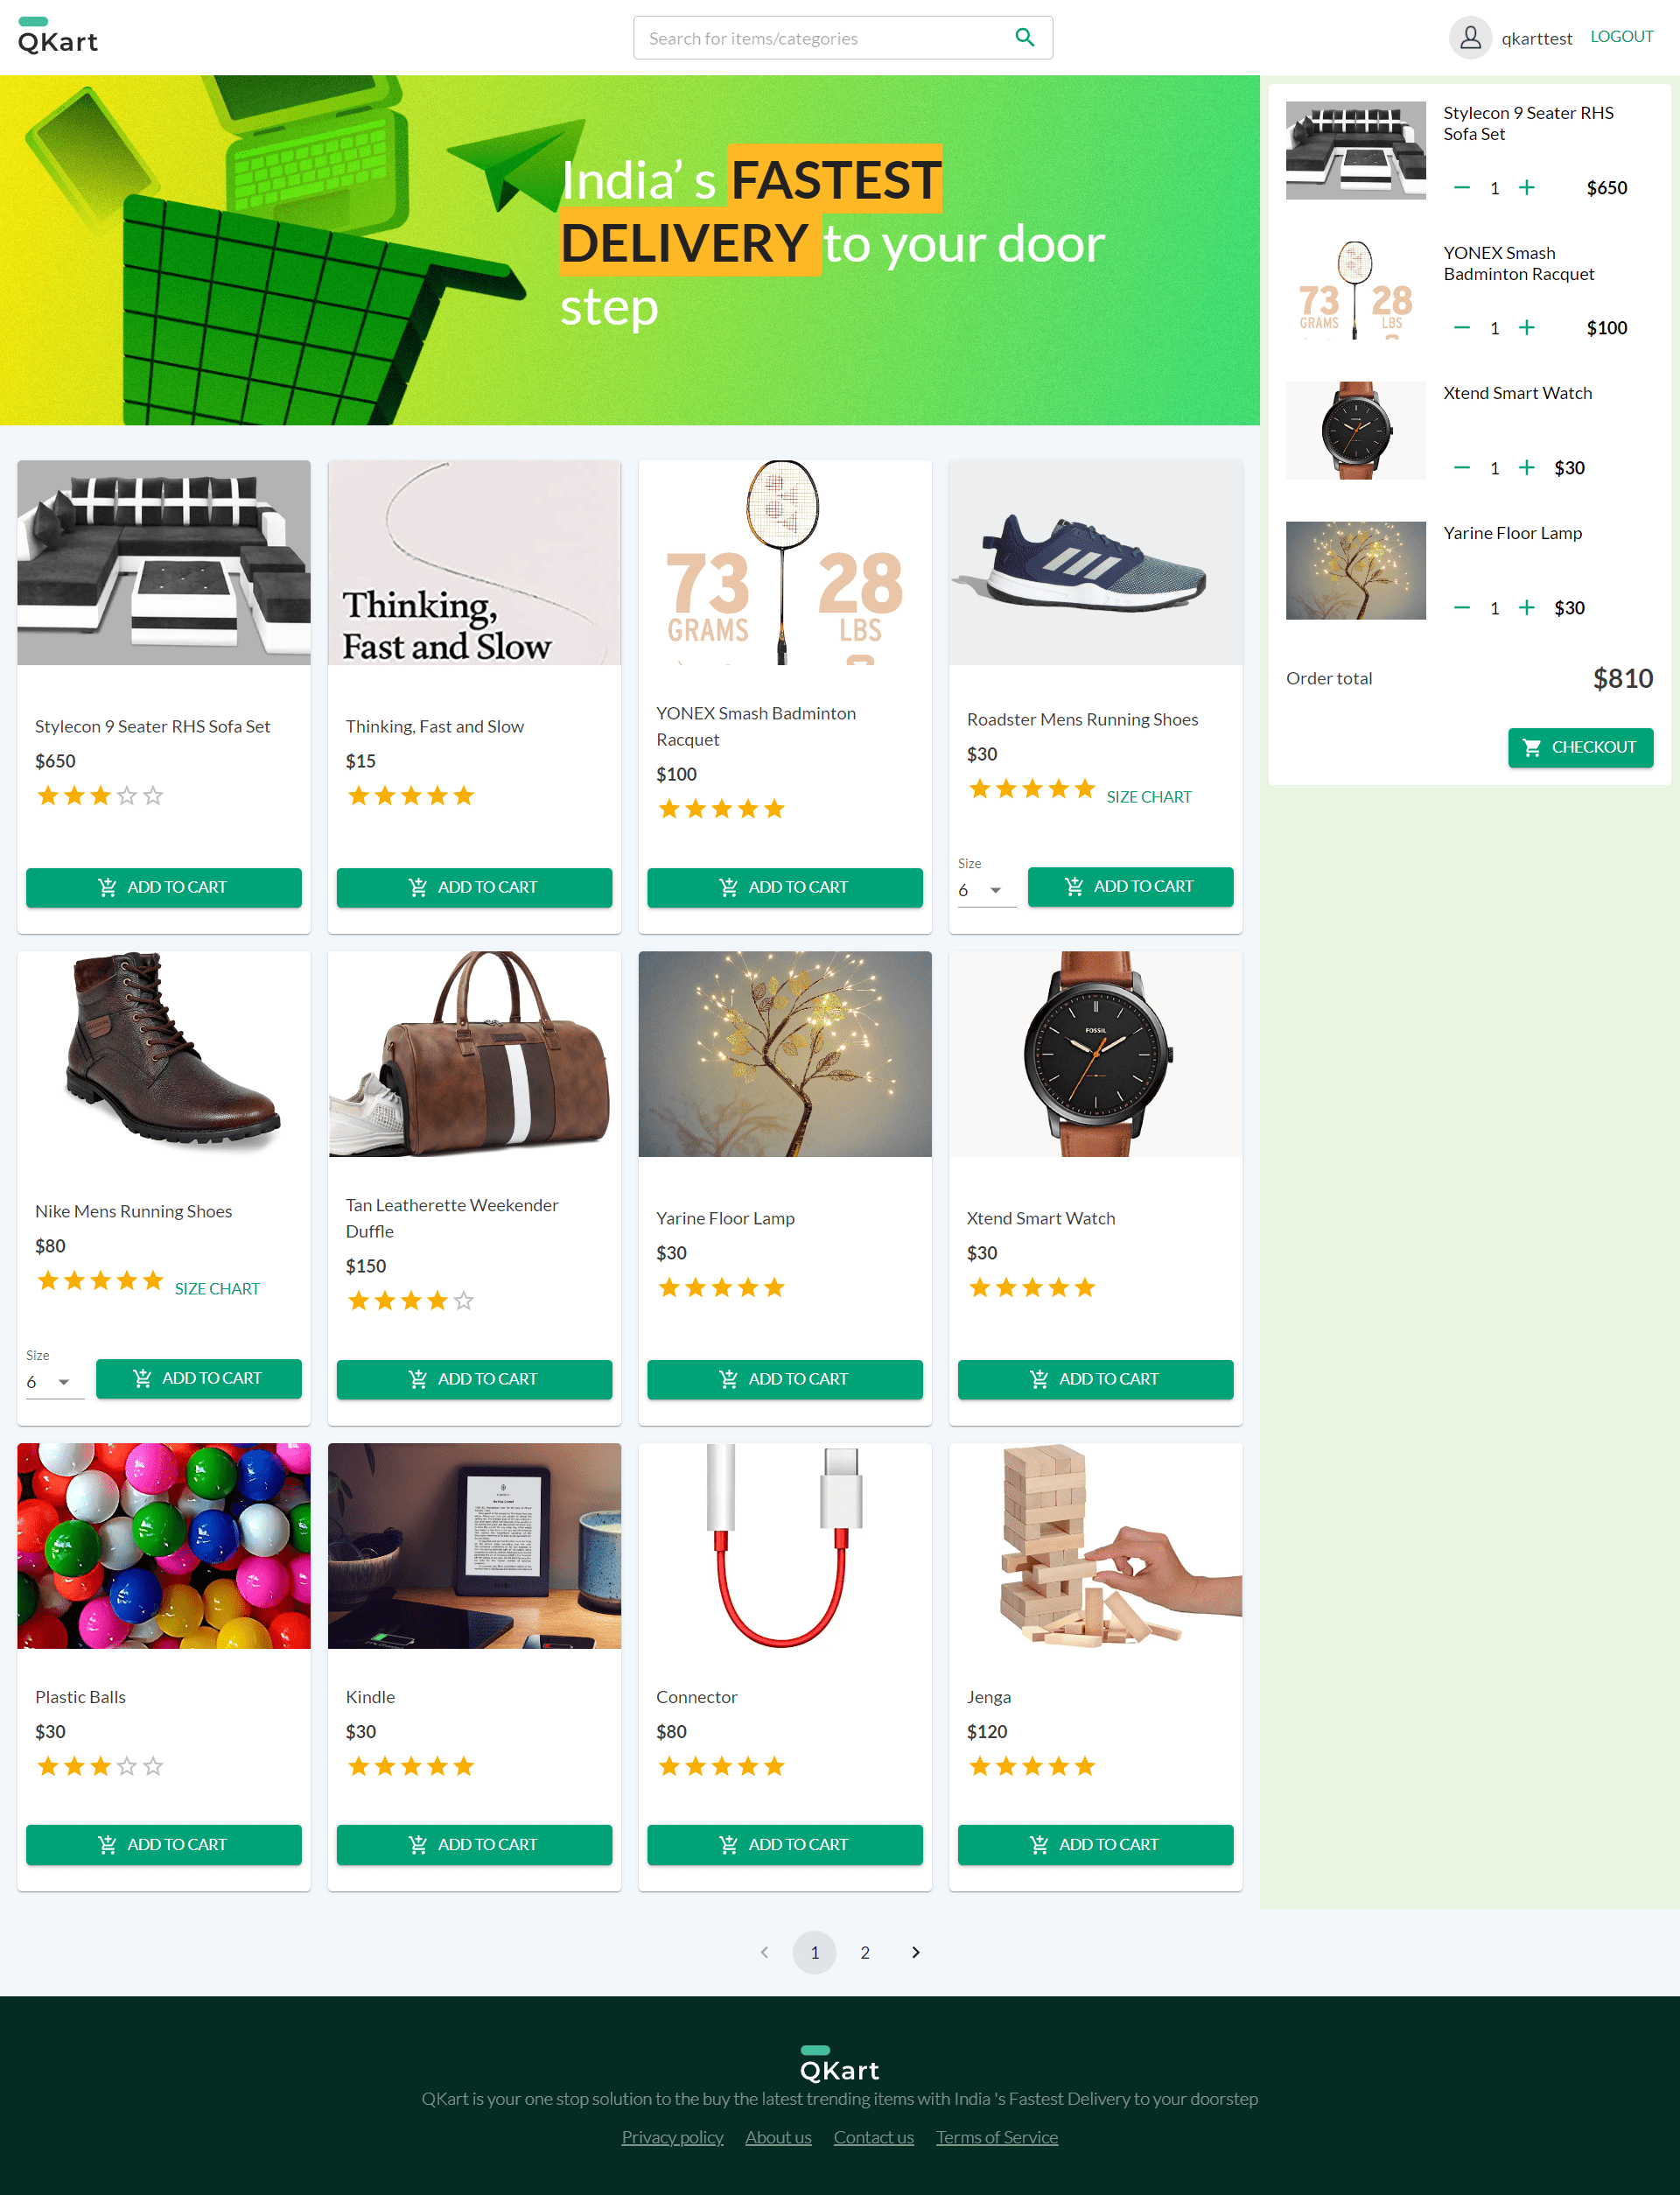 QKart
Search for items/categories
qkarttest
LOGOUT
India’ s FASTEST
DELIVERY to your door
step
Stylecon 9 Seater RHS
Sofa Set
1
$650
73
GRAMS
28
LBS
YONEX Smash
Badminton Racquet
1
$100
Xtend Smart Watch
1
$30
Yarine Floor Lamp
1
$30
Order total
$810
CHECKOUT
Stylecon 9 Seater RHS Sofa Set
$650
ADD TO CART
Thinking,
Fast and Slow
Thinking, Fast and Slow
$15
ADD TO CART
73
GRAMS
28
LBS
YONEX Smash Badminton
Racquet
$100
ADD TO CART
Roadster Mens Running Shoes
$30
SIZE CHART
Size
6
ADD TO CART
Nike Mens Running Shoes
$80
SIZE CHART
Size
6
ADD TO CART
Tan Leatherette Weekender
Duffle
$150
ADD TO CART
Yarine Floor Lamp
$30
ADD TO CART
FOSSIL
Xtend Smart Watch
$30
ADD TO CART
Plastic Balls
$30
ADD TO CART
Kindle
$30
ADD TO CART
Connector
$80
ADD TO CART
Jenga
$120
ADD TO CART
1
2
QKart
QKart is your one stop solution to the buy the latest trending items with India 's Fastest Delivery to your doorstep
Privacy policy
About us
Contact us
Terms of Service